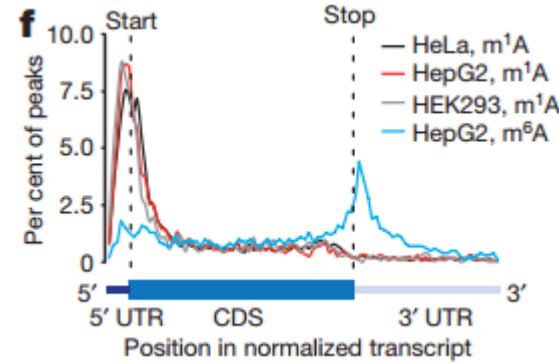 f
Start
Stop
10.0
7.5
5.0
2.5
0
Per cent of peaks
HeLa, m¹A
HepG2, m¹A
HEK293, m¹A
HepG2, m⁶A
5′
3′
5′ UTR
CDS
3′ UTR
Position in normalized transcript